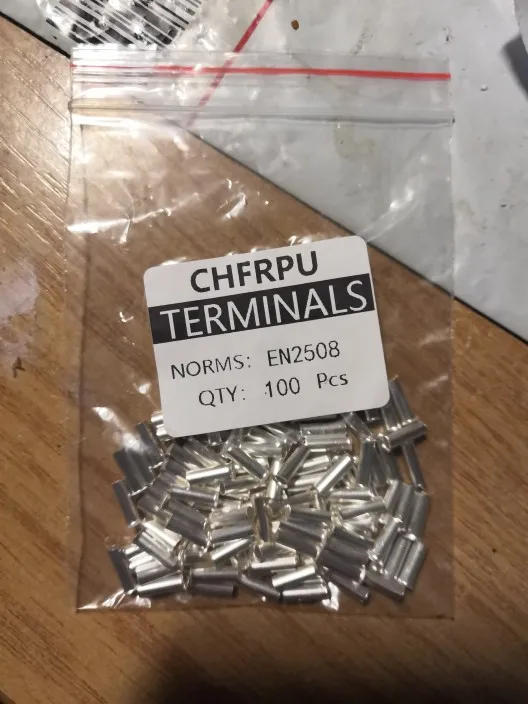 CHFRPU
TERMINALS
NORMS: EN2508
QTY: 100 Pcs